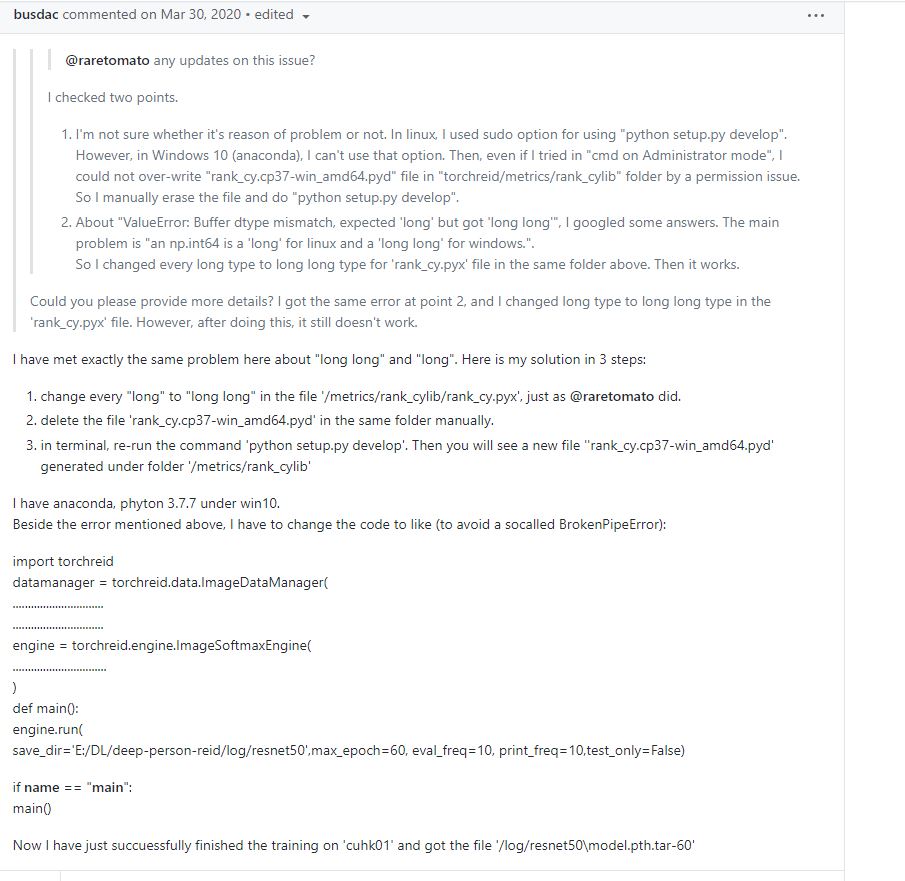 busdac commented on Mar 30, 2020 • edited
@raretomato any updates on this issue?
I checked two points.
1. I'm not sure whether it's reason of problem or not. In linux, I used sudo option for using "python setup.py develop".
However, in Windows 10 (anaconda), I can't use that option. Then, even if I tried in "cmd on Administrator mode", I
could not over-write "rank_cy.cp37-win_amd64.pyd" file in "torchreid/metrics/rank_cylib" folder by a permission issue.
So I manually erase the file and do "python setup.py develop".
2. About "ValueError: Buffer dtype mismatch, expected 'long' but got 'long long'", I googled some answers. The main
problem is "an np.int64 is a 'long' for linux and a 'long long' for windows.".
So I changed every long type to long long type for 'rank_cy.pyx' file in the same folder above. Then it works.
Could you please provide more details? I got the same error at point 2, and I changed long type to long long type in the
'rank_cy.pyx' file. However, after doing this, it still doesn't work.
I have met exactly the same problem here about "long long" and "long". Here is my solution in 3 steps:
1. change every "long" to "long long" in the file '/metrics/rank_cylib/rank_cy.pyx', just as @raretomato did.
2. delete the file 'rank_cy.cp37-win_amd64.pyd' in the same folder manually.
3. in terminal, re-run the command 'python setup.py develop'. Then you will see a new file ''rank_cy.cp37-win_amd64.pyd'
generated under folder '/metrics/rank_cylib'
I have anaconda, phyton 3.7.7 under win10.
Beside the error mentioned above, I have to change the code to like (to avoid a socalled BrokenPipeError):
import torchreid
datamanager = torchreid.data.ImageDataManager(
..............................
..............................
engine = torchreid.engine.ImageSoftmaxEngine(
...............................
)
def main():
engine.run(
save_dir='E:/DL/deep-person-reid/log/resnet50',max_epoch=60, eval_freq=10, print_freq=10,test_only=False)
if name == "main":
main()
Now I have just succuessfully finished the training on 'cuhk01' and got the file '/log/resnet50\model.pth.tar-60'